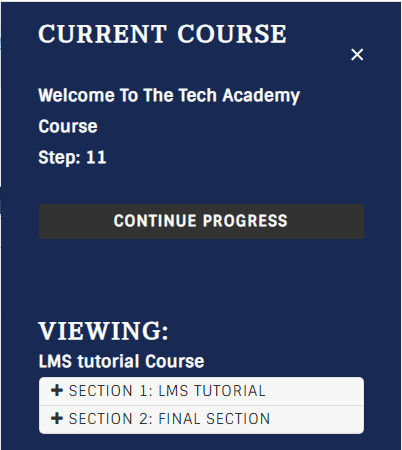 CURRENT COURSE
×
Welcome To The Tech Academy
Course
Step: 11
CONTINUE PROGRESS
VIEWING:
LMS tutorial Course
+ SECTION 1: LMS TUTORIAL
+ SECTION 2: FINAL SECTION